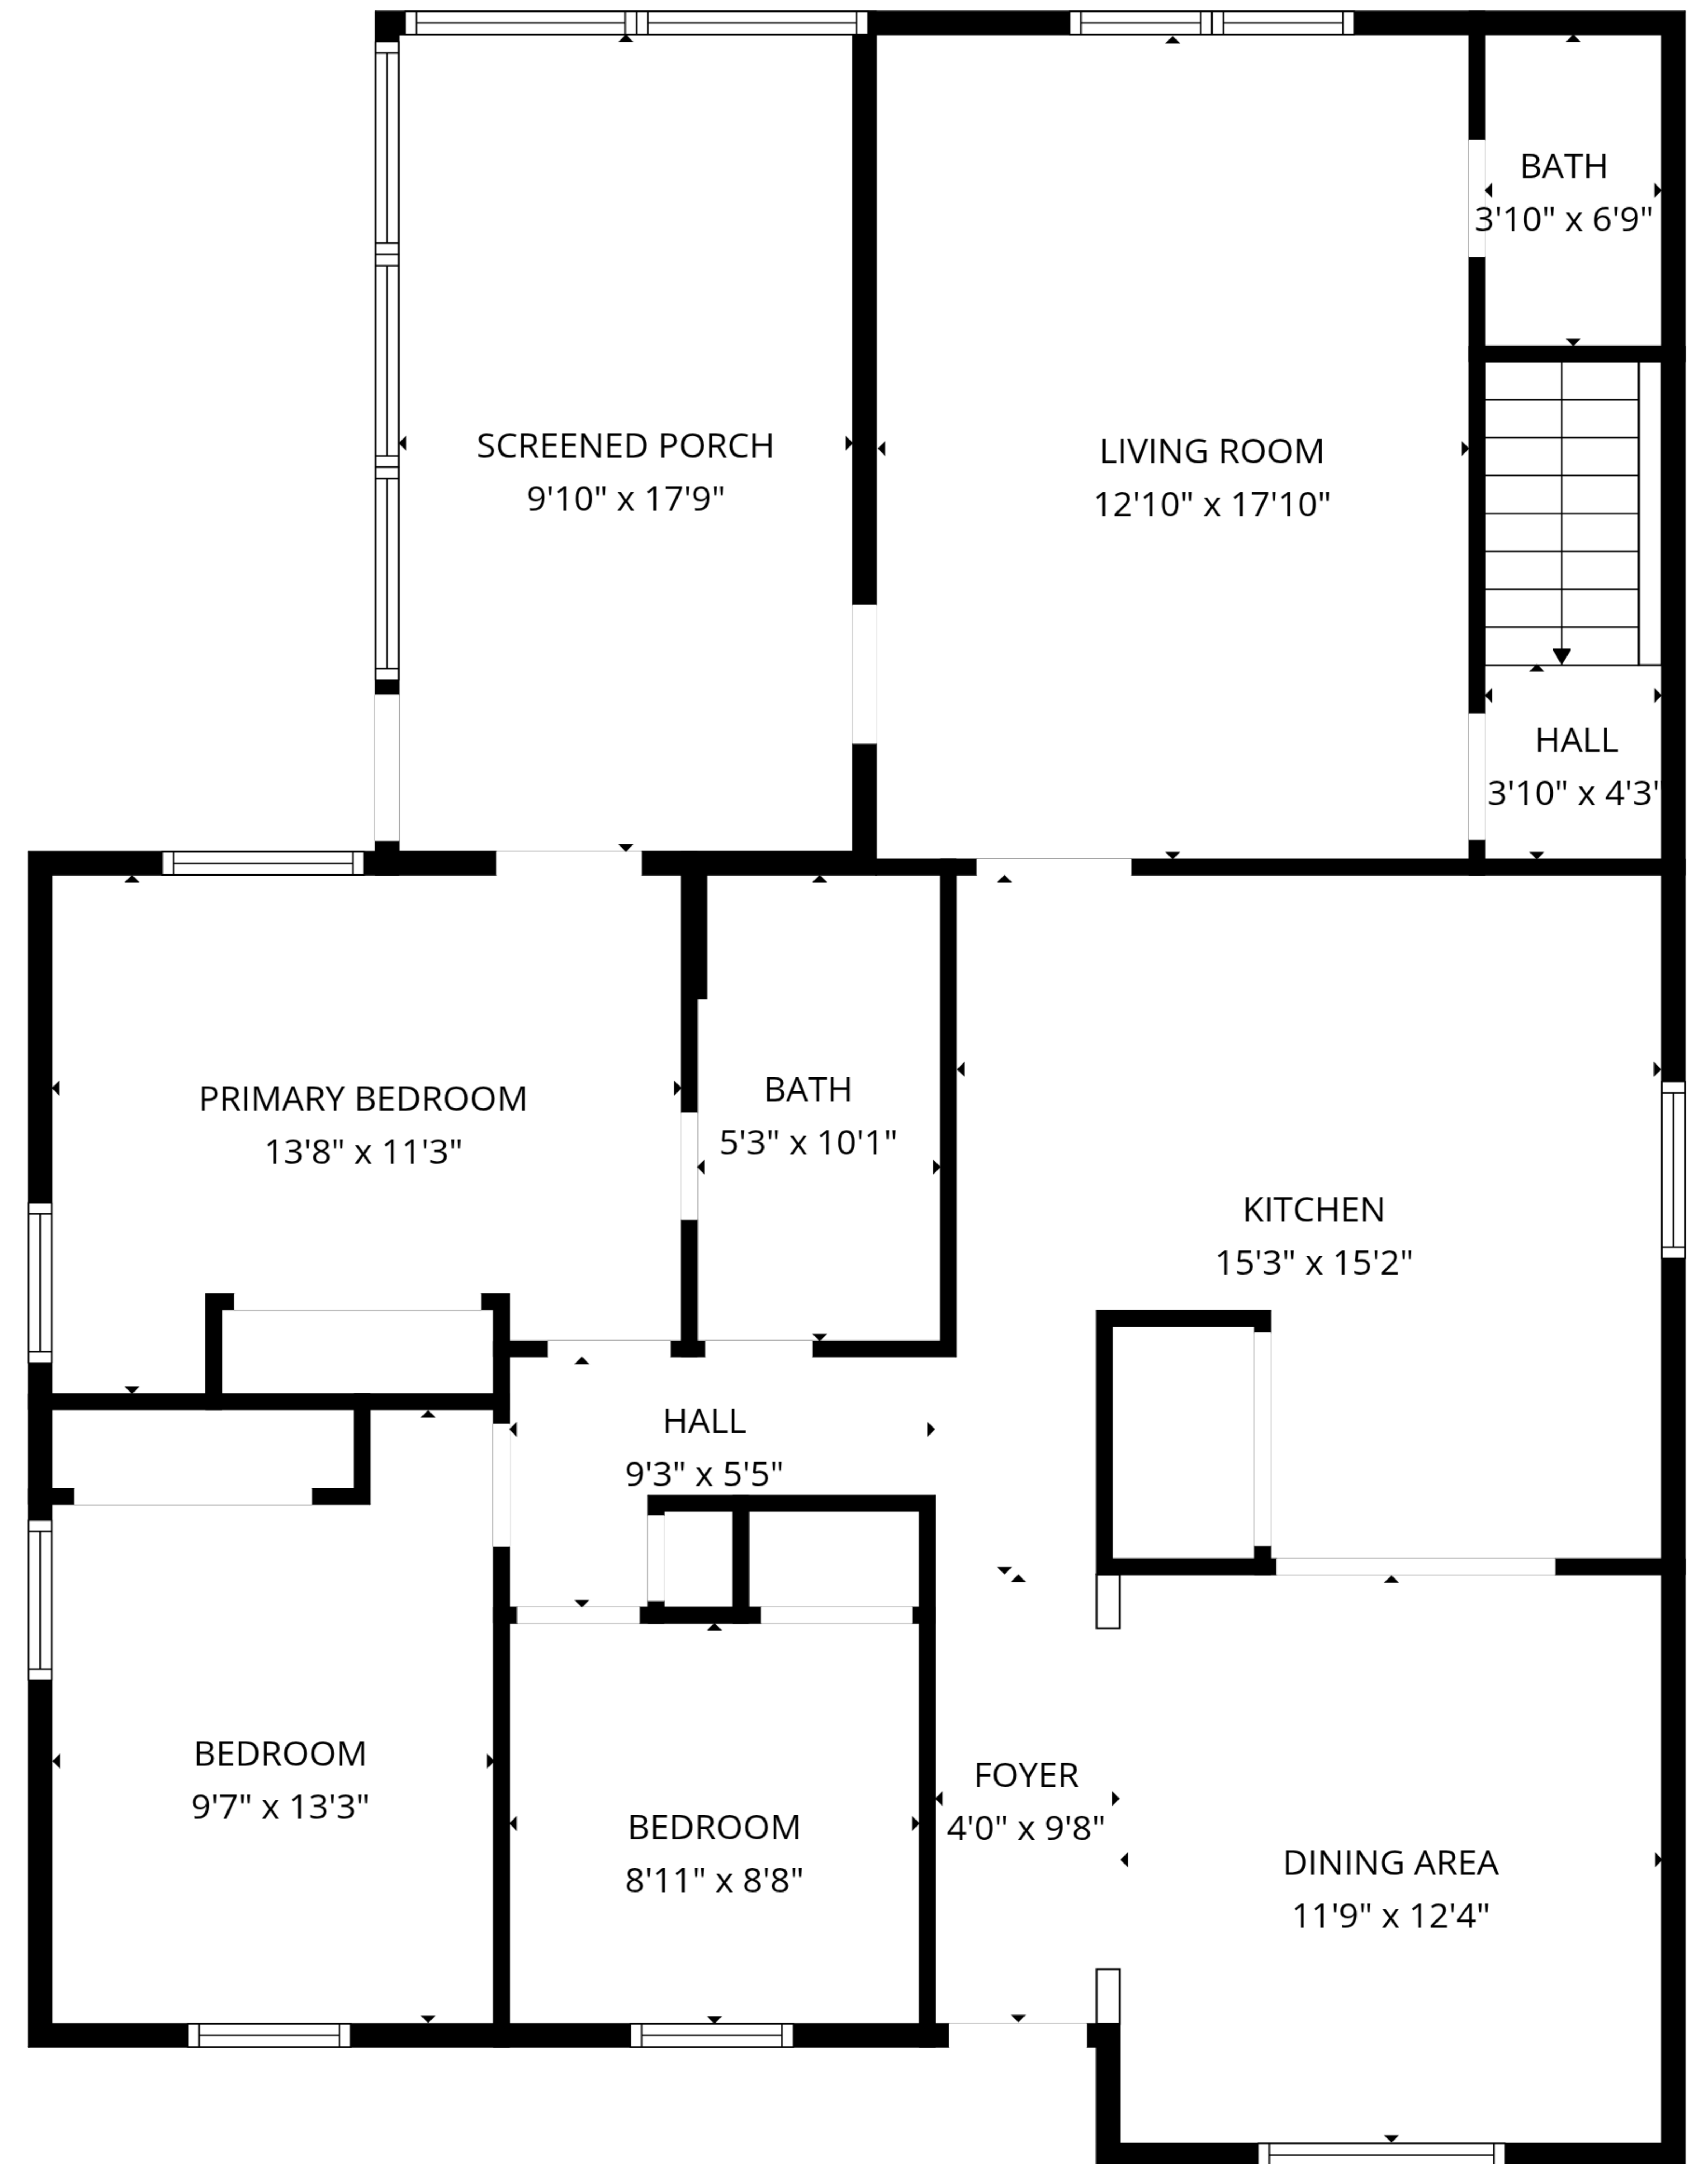 BATH
3'10" x 6'9"
SCREENED PORCH
9'10" x 17'9"
LIVING ROOM
12'10" x 17'10"
HALL
3'10" x 4'3"
PRIMARY BEDROOM
13'8" x 11'3"
BATH
5'3" x 10'1"
KITCHEN
15'3" x 15'2"
HALL
9'3" x 5'5"
BEDROOM
9'7" x 13'3"
BEDROOM
8'11" x 8'8"
FOYER
4'0" x 9'8"
DINING AREA
11'9" x 12'4"